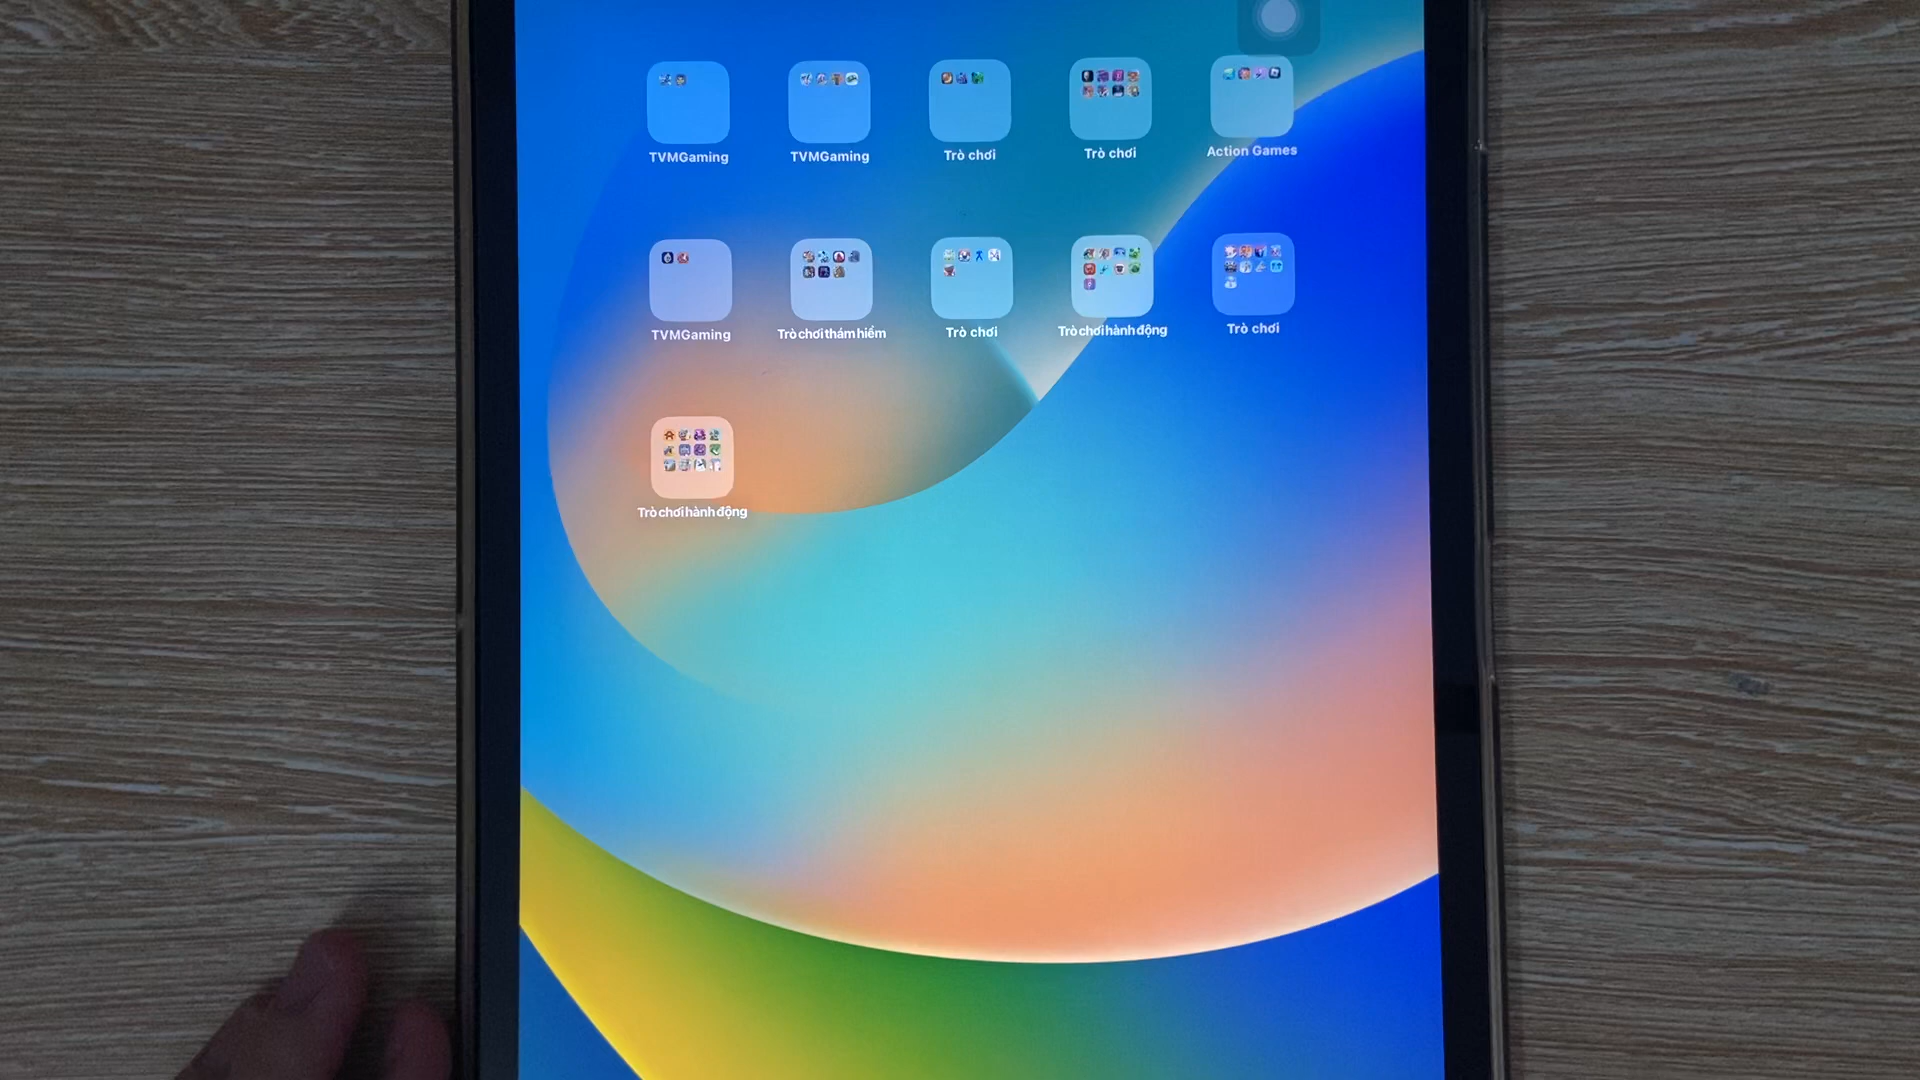 TVMGaming
TVMGaming
Trò chơi
Trò chơi
Action Games
TVMGaming
Trò chơi thám hiểm
Trò chơi
Trò chơi hành động
Trò chơi
Trò chơi hành động